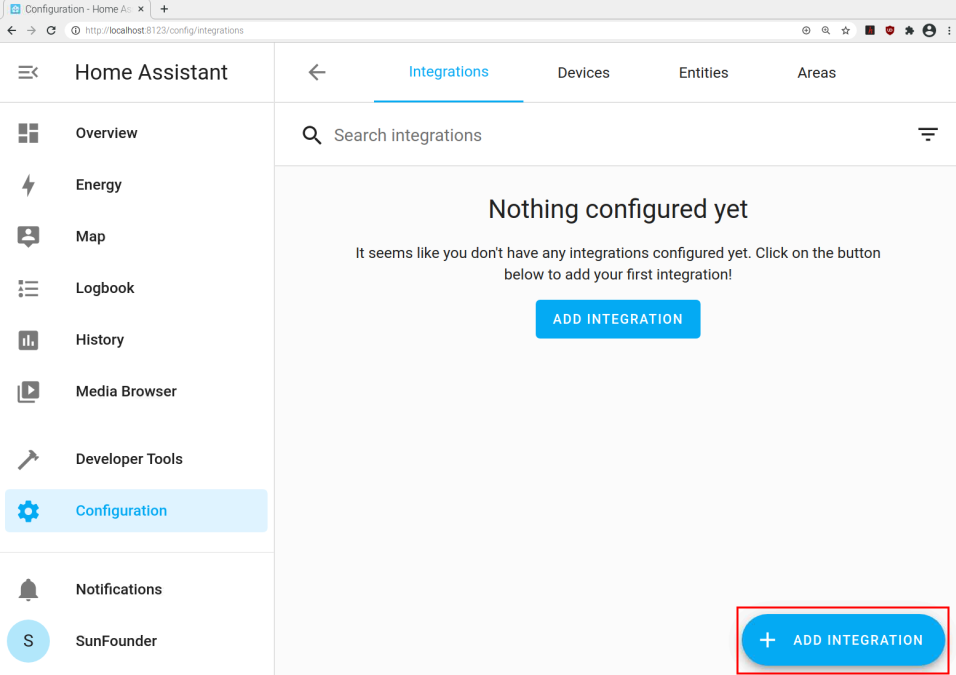 Configuration - Home As
http://localhost:8123/config/integrations
Home Assistant
Integrations
Devices
Entities
Areas
Search integrations
Overview
Energy
Map
Logbook
History
Media Browser
Developer Tools
Configuration
Notifications
S
SunFounder
Nothing configured yet
It seems like you don't have any integrations configured yet. Click on the button
below to add your first integration!
ADD INTEGRATION
ADD INTEGRATION